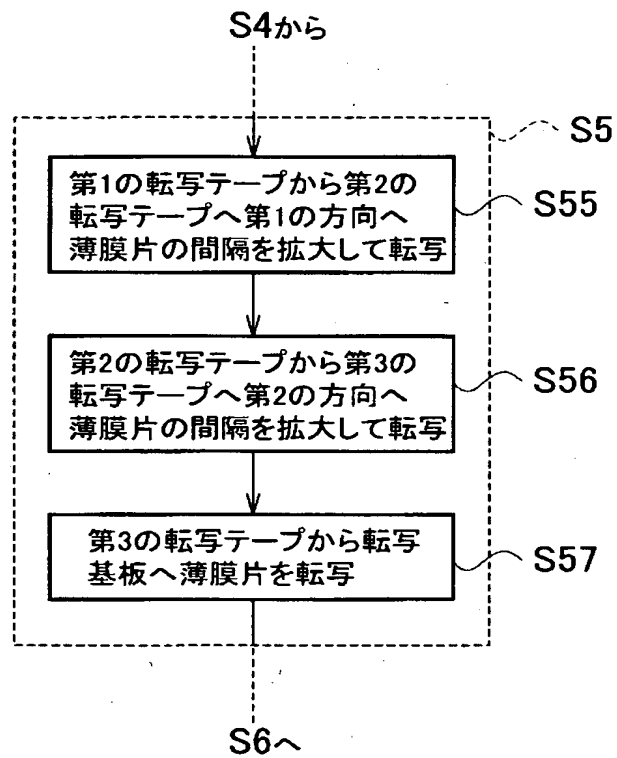 S4から
S5
第1の転写テープから第2の
転写テープへ第1の方向へ
薄膜片の間隔を拡大して転写
S55
第2の転写テープから第3の
転写テープへ第2の方向へ
薄膜片の間隔を拡大して転写
S56
第3の転写テープから転写
基板へ薄膜片を転写
S57
S6へ